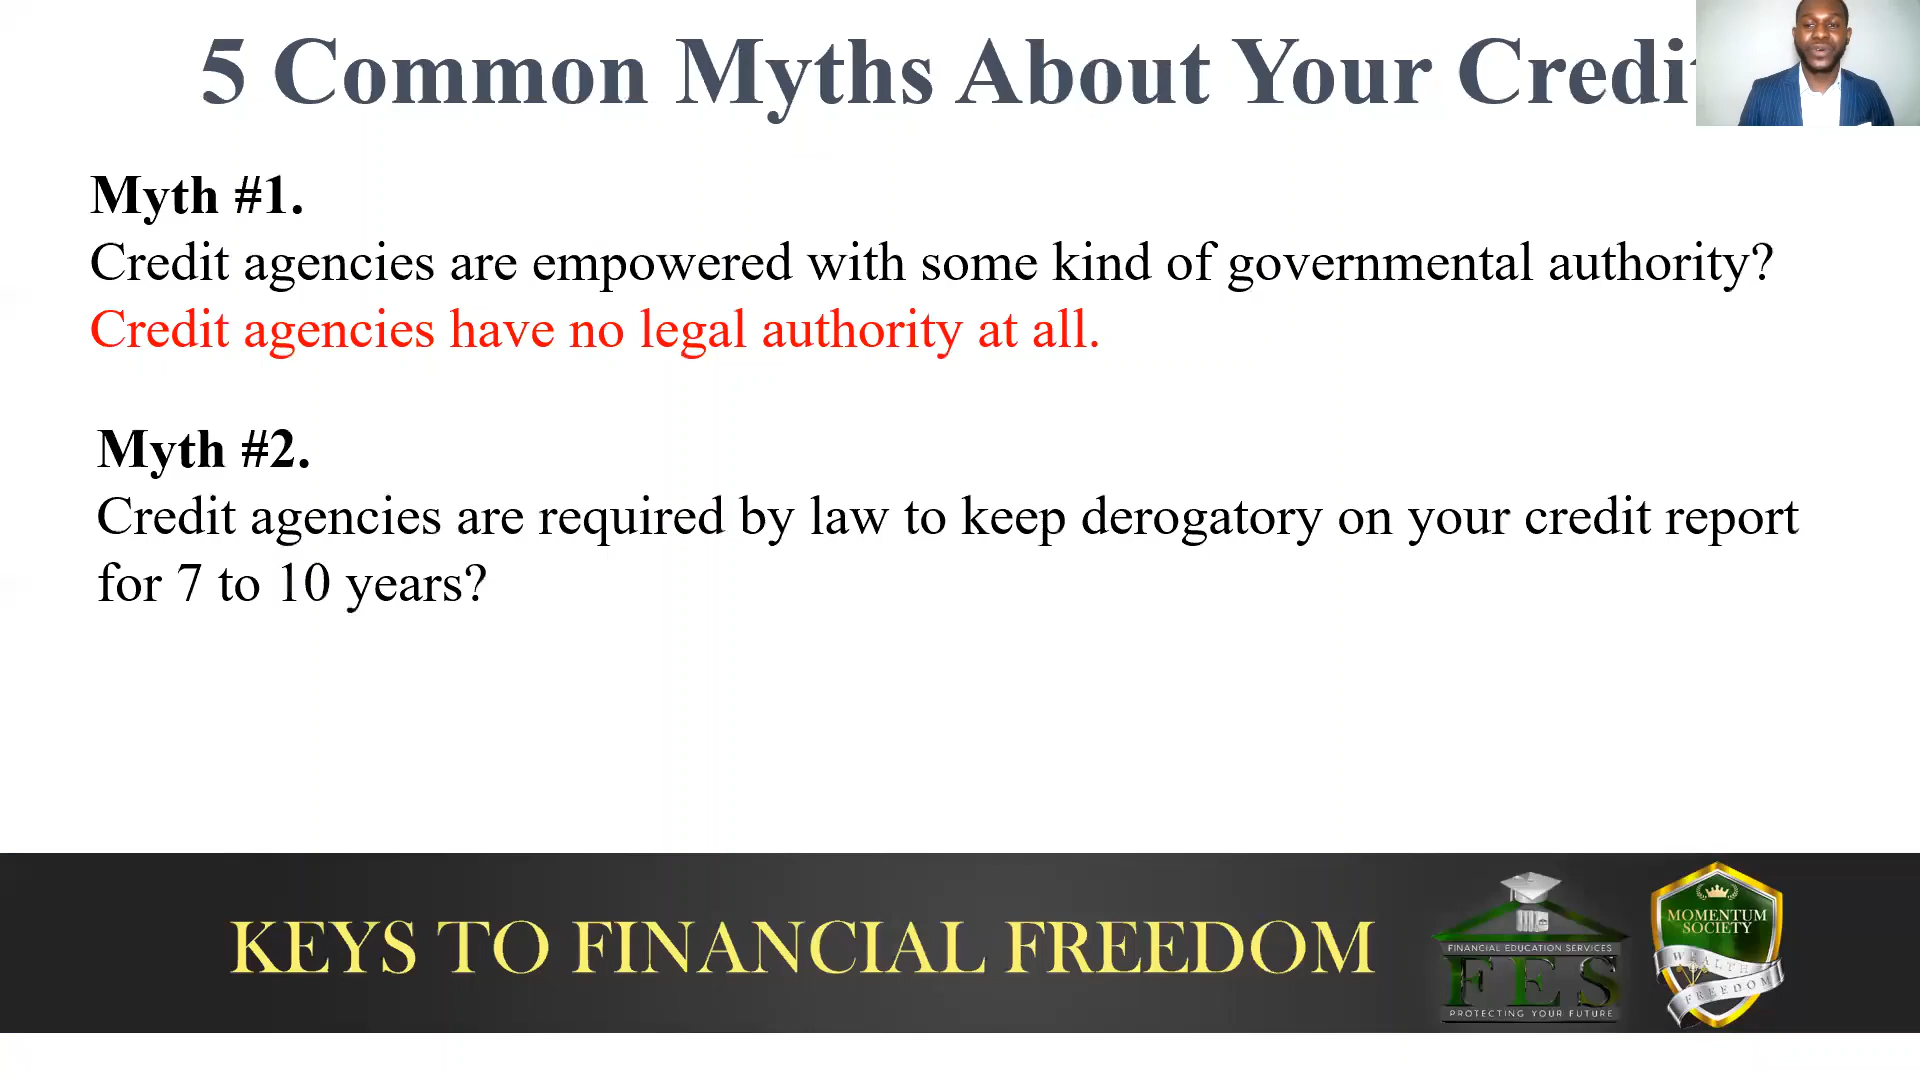 5 Common Myths About Your Credit
Myth #1.
Credit agencies are empowered with some kind of governmental authority?
Credit agencies have no legal authority at all.
Myth #2.
Credit agencies are required by law to keep derogatory on your credit report
for 7 to 10 years?
KEYS TO FINANCIAL FREEDOM
FINANCIAL EDUCATION SERVICES
FES
PROTECTING YOUR FUTURE
MOMENTUM
SOCIETY
WEALTH
FREEDOM